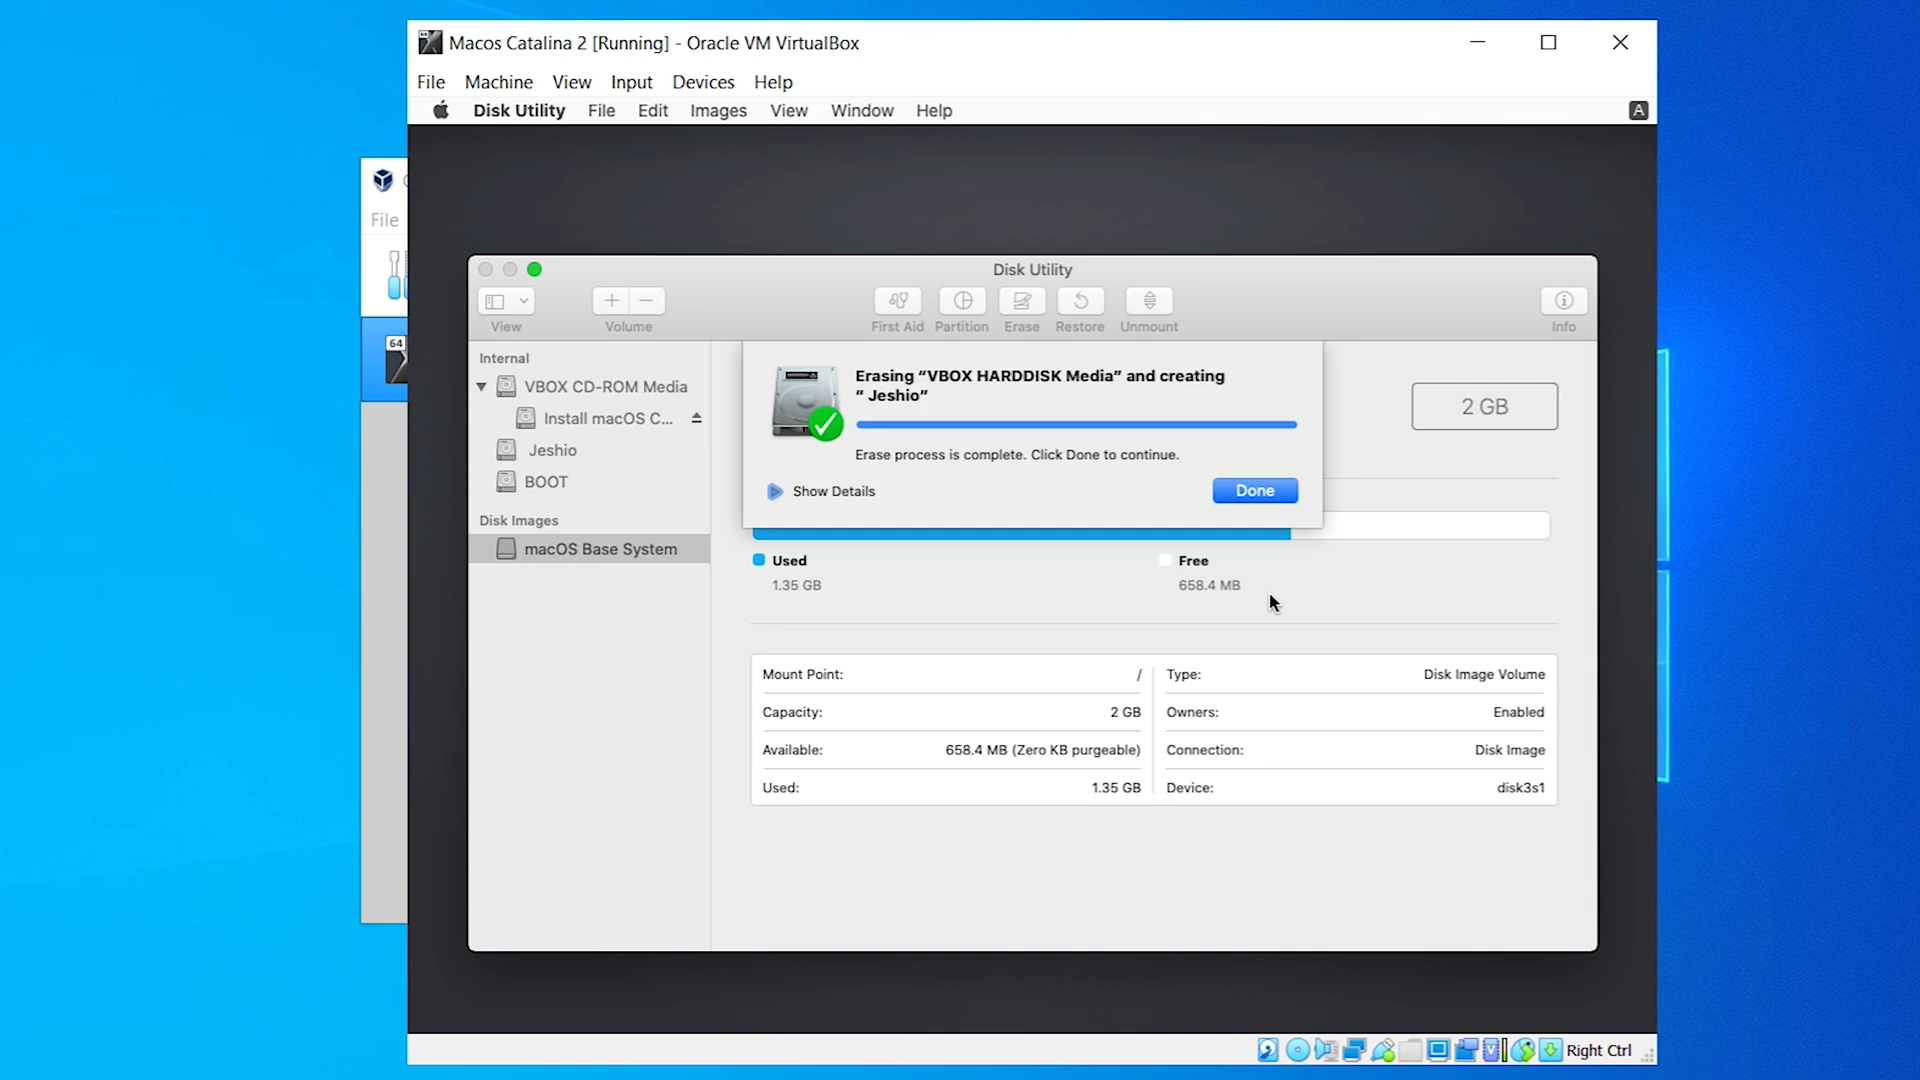 Macos Catalina 2 [Running] - Oracle VM VirtualBox
File Machine View Input Devices Help
Disk Utility File Edit Images View Window Help
A
File
64
Disk Utility
View
Volume
First Aid Partition Erase Restore Unmount
Info
Internal
VBOX CD-ROM Media
Install macOS C...
Jeshio
BOOT
Disk Images
macOS Base System
Erasing “VBOX HARDDISK Media” and creating
“ Jeshio”
Erase process is complete. Click Done to continue.
Show Details
Done
2 GB
Used
1.35 GB
Free
658.4 MB
Mount Point: /
Capacity: 2 GB
Available: 658.4 MB (Zero KB purgeable)
Used: 1.35 GB
Type: Disk Image Volume
Owners: Enabled
Connection: Disk Image
Device: disk3s1
Right Ctrl